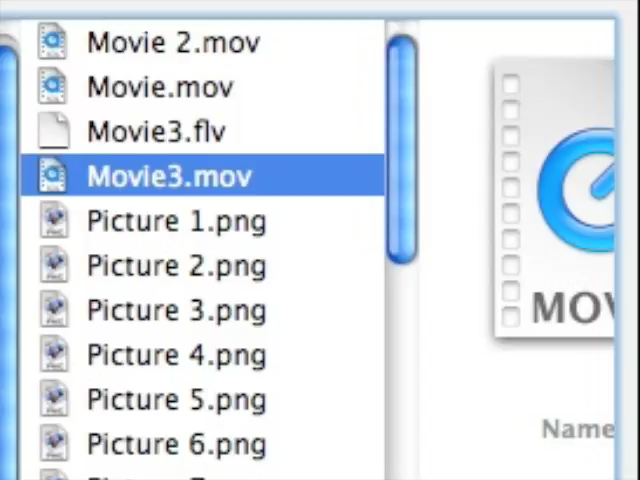 Movie 2.mov
Movie.mov
Movie3.flv
Movie3.mov
Picture 1.png
Picture 2.png
Picture 3.png
Picture 4.png
Picture 5.png
Picture 6.png
MOV
Name